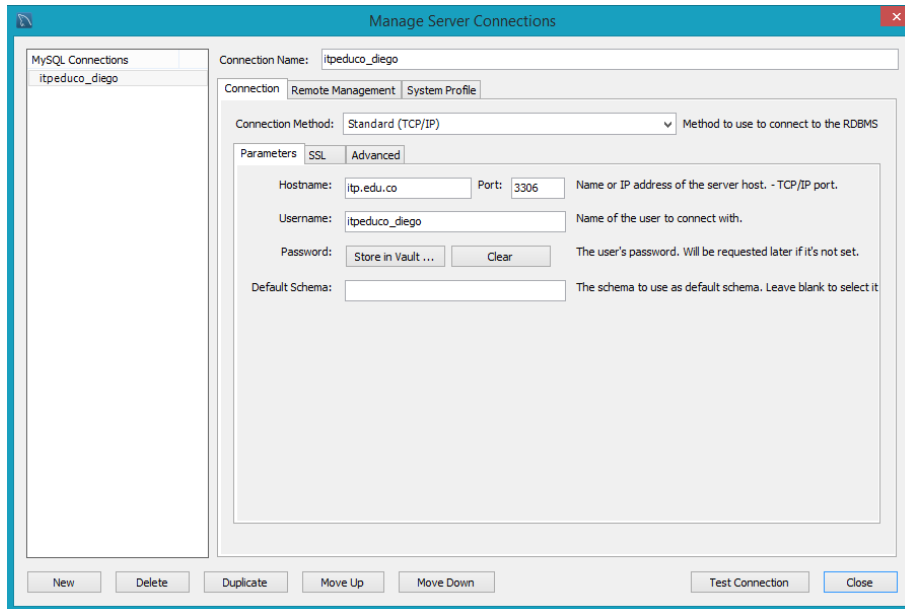 Manage Server Connections
MySQL Connections
itpeduco_diego
Connection Name: itpeduco_diego
Connection Remote Management System Profile
Connection Method: Standard (TCP/IP) Method to use to connect to the RDBMS
Parameters SSL Advanced
Hostname: itp.edu.co Port: 3306 Name or IP address of the server host. - TCP/IP port.
Username: itpeduco_diego Name of the user to connect with.
Password: Store in Vault ... Clear The user's password. Will be requested later if it's not set.
Default Schema: The schema to use as default schema. Leave blank to select it
New Delete Duplicate Move Up Move Down Test Connection Close